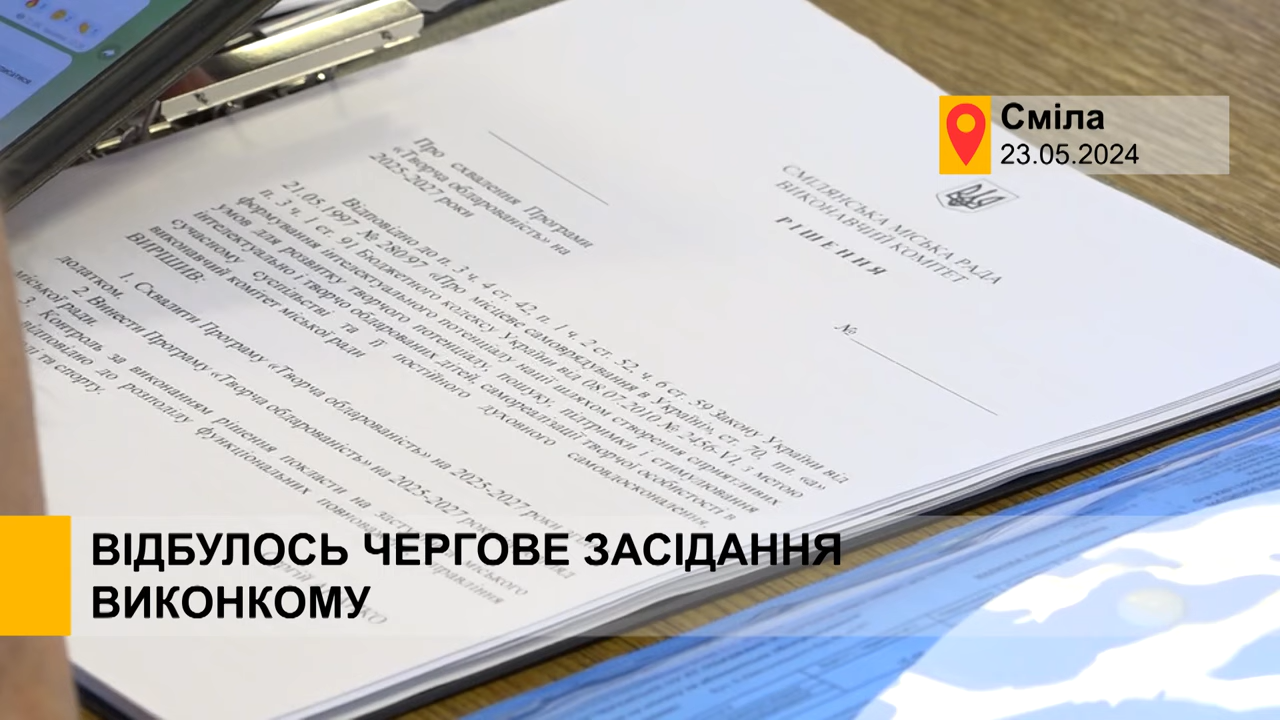 Сміла
23.05.2024
СМІЛЯНСЬКА МІСЬКА РАДА
ВИКОНАВЧИЙ КОМІТЕТ
РІШЕННЯ
№
Про схвалення Програми
«Творча обдарованість» на
2025-2027 роки
Відповідно до п. 3 ч. 4 ст. 42, п. 1 ч. 2 ст. 52, ч. 6 ст. 59 Закону України від
21.05.1997 № 280/97 «Про місцеве самоврядування в Україні», ст. 70, пп. «а»
п. 3 ч. 1 ст. 91 Бюджетного кодексу України від 08.07.2010 № 2456-VI, з метою
формування інтелектуального потенціалу нації шляхом створення сприятливих
умов для розвитку творчого потенціалу, пошуку, підтримки і стимулювання
інтелектуально і творчо обдарованих дітей, самореалізації творчої особистості в
сучасному суспільстві та її постійного духовного самовдосконалення,
виконавчий комітет міської ради
ВИРІШИВ:
1. Схвалити Програму «Творча обдарованість» на 2025-2027 роки
додатком.
2. Винести Програму «Творча обдарованість» на 2025-2027 роки на
міської ради.
3. Контроль за виконанням рішення покласти на міського
відповідно до розподілу функціональних управління
та спорту.
ВІДБУЛОСЬ ЧЕРГОВЕ ЗАСІДАННЯ
ВИКОНКОМУ